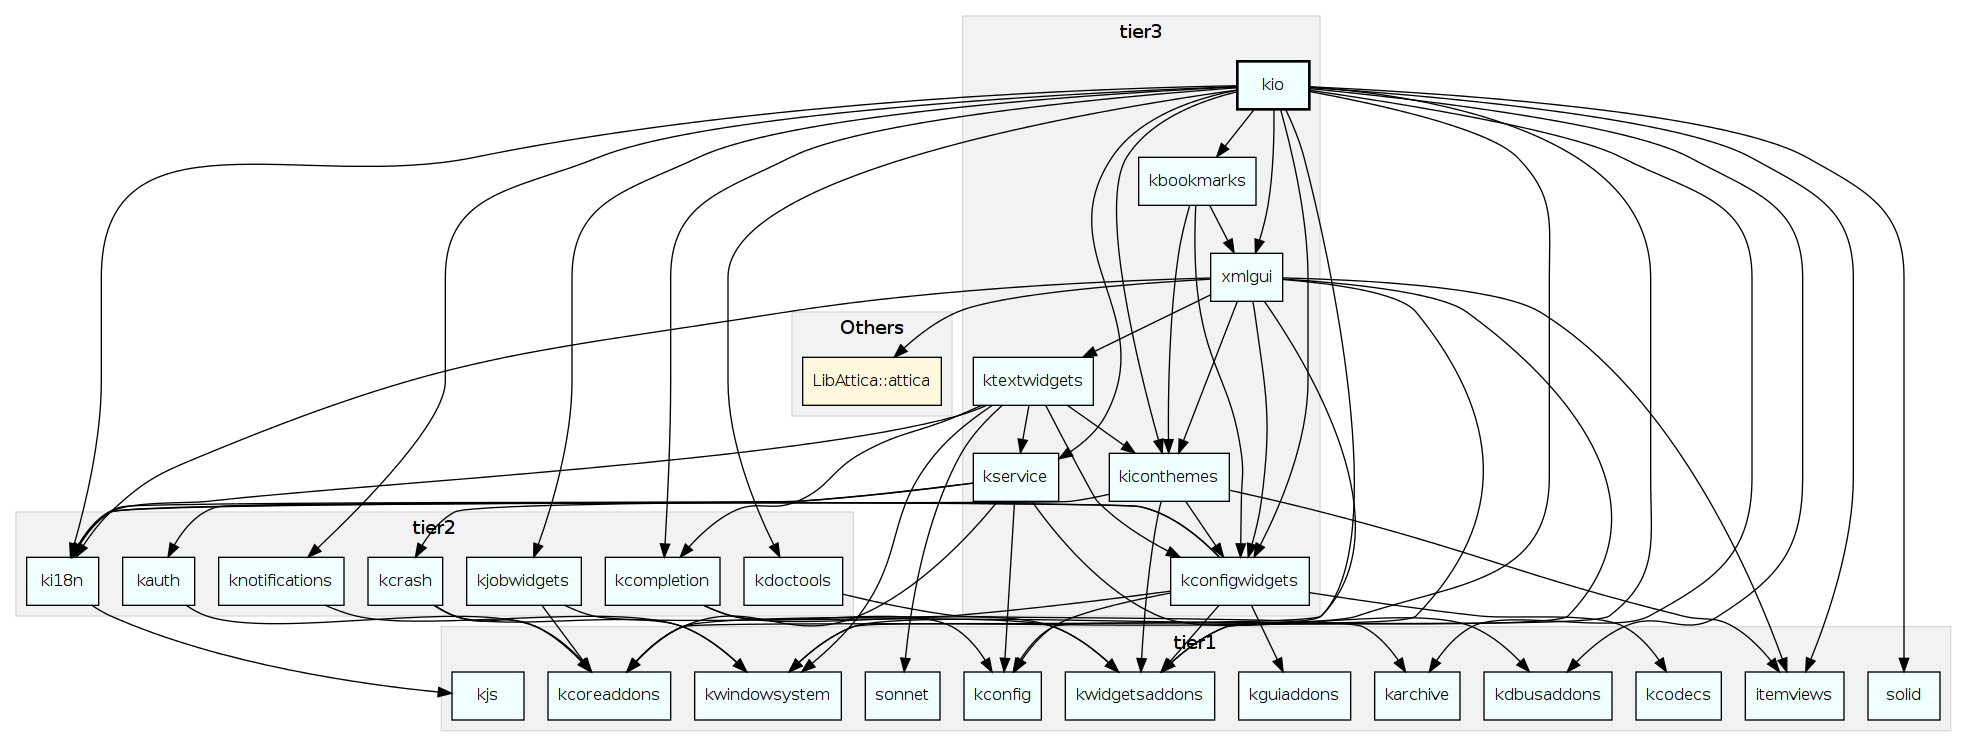 tier3
kio
kbookmarks
xmlgui
Others
LibAttica::attica
ktextwidgets
kservice
kiconthemes
tier2
ki18n
kauth
knotifications
kcrash
kjobwidgets
kcompletion
kdoctools
kconfigwidgets
tier1
kjs
kcoreaddons
kwindowsystem
sonnet
kconfig
kwidgetsaddons
kguiaddons
karchive
kdbusaddons
kcodecs
itemviews
solid